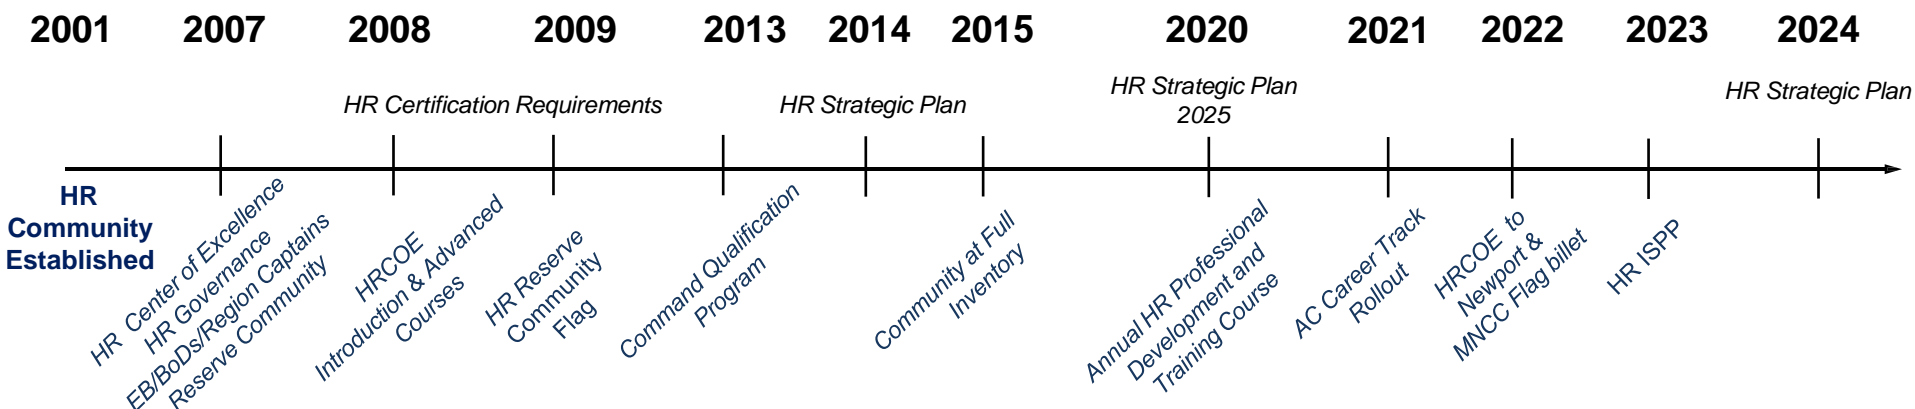 2001 2007 2008 2009 2013 2014 2015 2020 2021 2022 2023 2024
HR Certification Requirements
HR Strategic Plan
HR Strategic Plan
2025
HR Strategic Plan
HR
Community
Established
HR Center of Excellence
HR Governance
EB/BoDs/Region Captains
Reserve Community
HRCOE
Introduction & Advanced
Courses
HR Reserve
Community
Flag
Command Qualification
Program
Community at Full
Inventory
Annual HR Professional
Development and
Training Course
AC Career Track
Rollout
HRCOE to
Newport &
MNCC Flag billet
HR ISPP